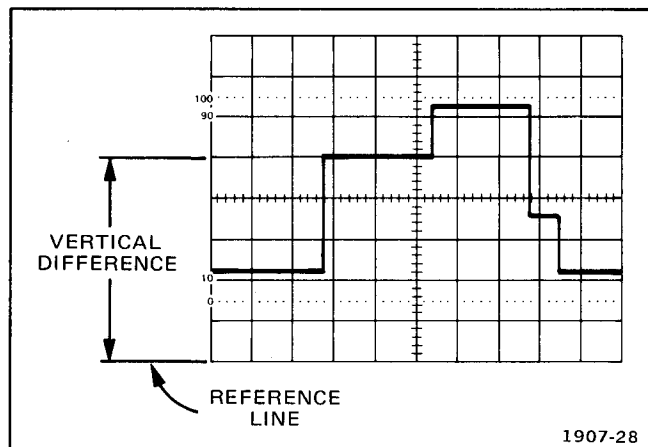 100
90
VERTICAL
DIFFERENCE
10
0
REFERENCE
LINE
1907-28